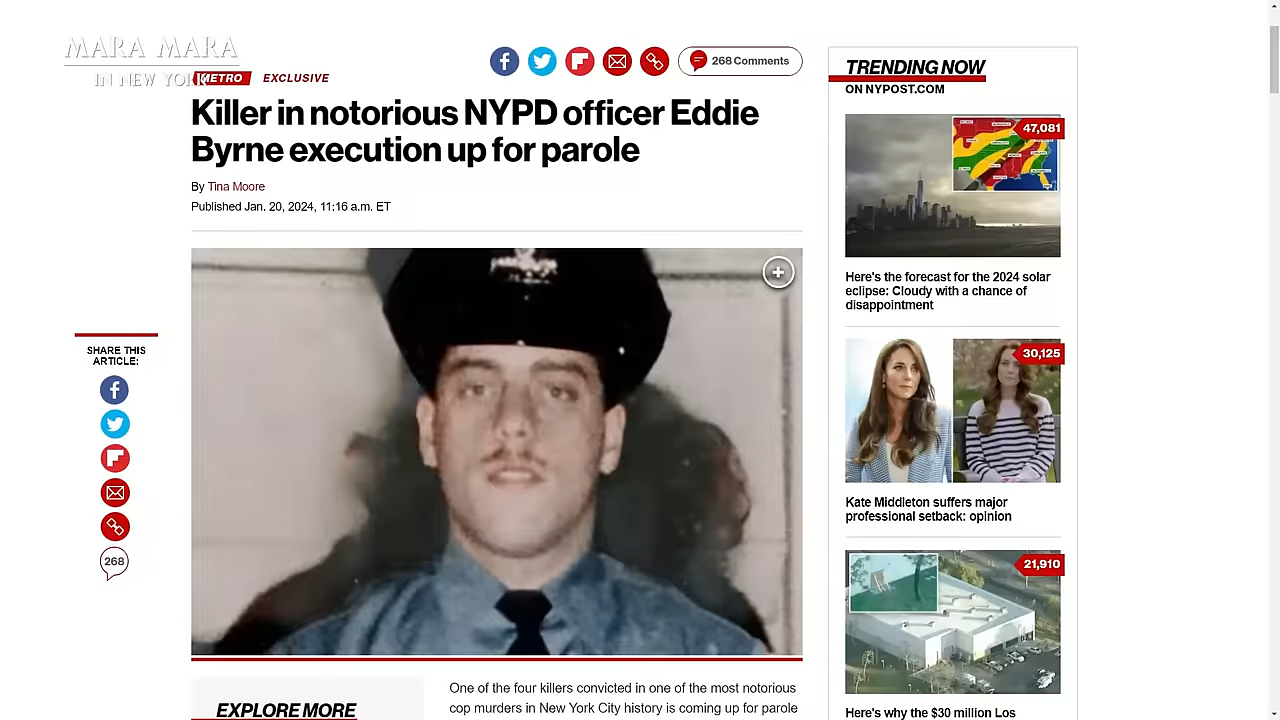 MARA MARA
IN NEW YORK
METRO
EXCLUSIVE
268 Comments
Killer in notorious NYPD officer Eddie
Byrne execution up for parole
By Tina Moore
Published Jan. 20, 2024, 11:16 a.m. ET
SHARE THIS
ARTICLE:
268
One of the four killers convicted in one of the most notorious
cop murders in New York City history is coming up for parole
EXPLORE MORE
TRENDING NOW
ON NYPOST.COM
47,081
Here's the forecast for the 2024 solar
eclipse: Cloudy with a chance of
disappointment
30,125
Kate Middleton suffers major
professional setback: opinion
21,910
Here's why the $30 million Los